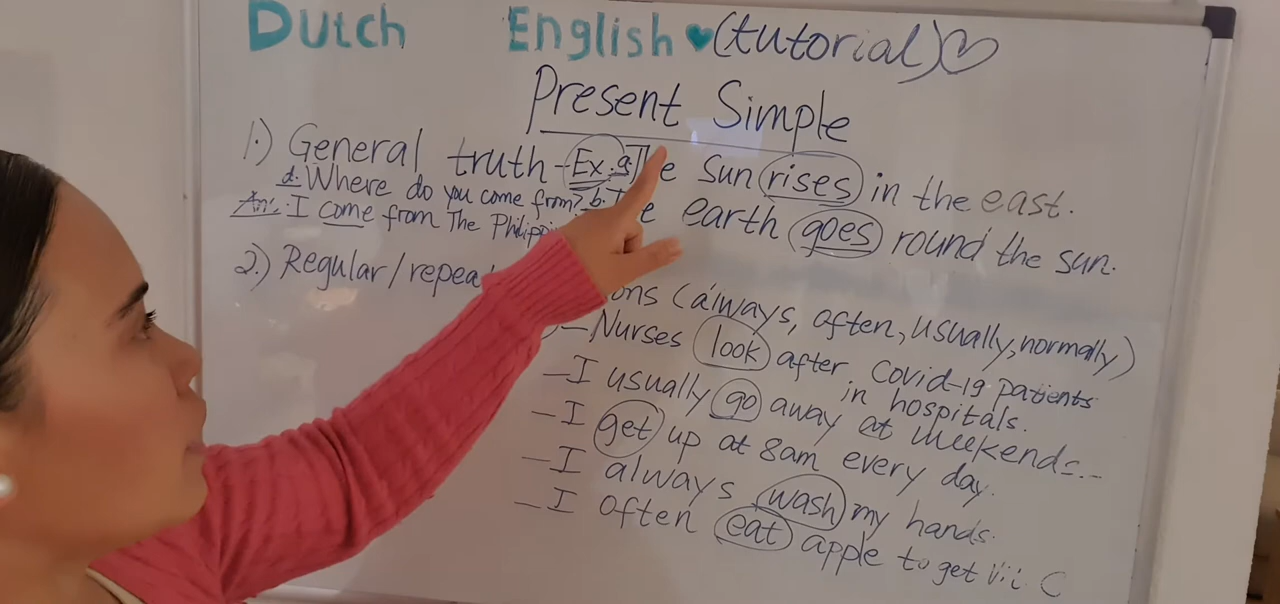 Dutch English (tutorial)
Present Simple
1.) General truth - Ex: a. The sun rises in the east.
d. Where do you come from? b. The earth goes round the sun.
Ans: I come from The Philippi
2.) Regular/repea ons (always, often, usually, normally)
- Nurses look after Covid-19 patients
in hospitals.
- I usually go away at weekends.
- I get up at 8am every day.
- I always wash my hands.
- I often eat apple to get Vi: C